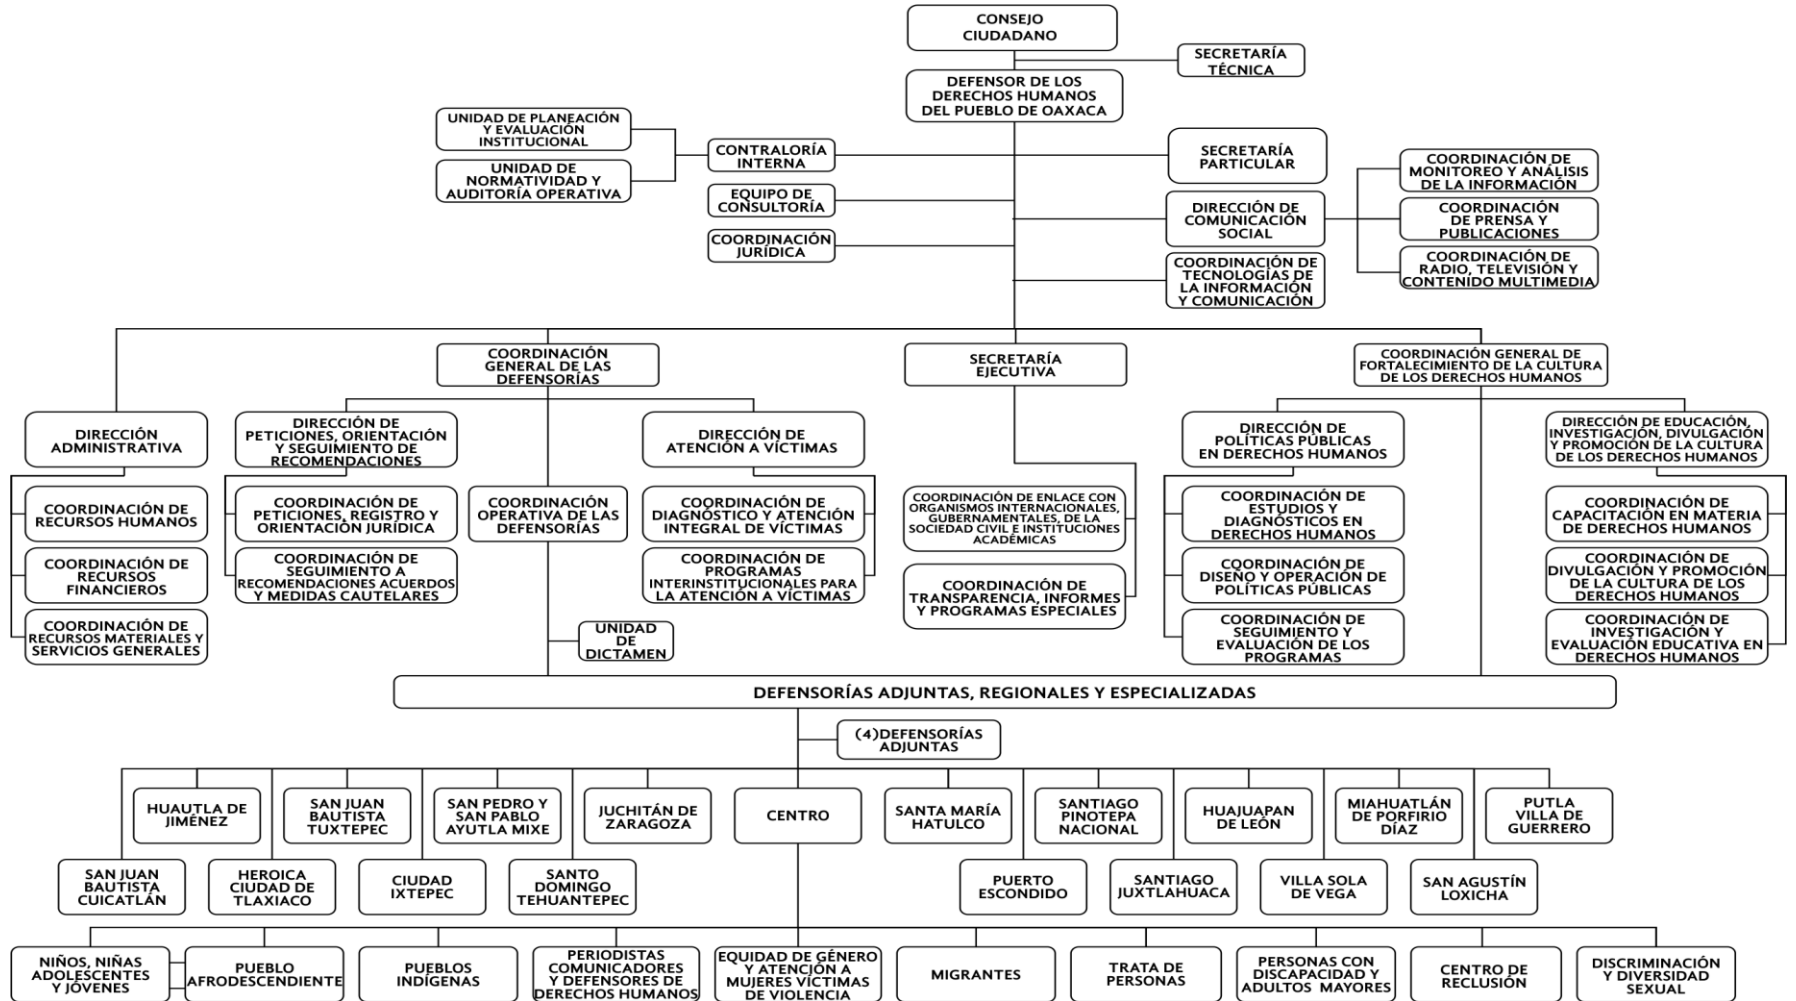 CONSEJO
CIUDADANO
SECRETARÍA
TÉCNICA
DEFENSOR DE LOS
DERECHOS HUMANOS
DEL PUEBLO DE OAXACA
UNIDAD DE PLANEACIÓN
Y EVALUACIÓN
INSTITUCIONAL
UNIDAD DE
NORMATIVIDAD Y
AUDITORÍA OPERATIVA
CONTRALORÍA
INTERNA
EQUIPO DE
CONSULTORÍA
COORDINACIÓN
JURÍDICA
SECRETARÍA
PARTICULAR
DIRECCIÓN DE
COMUNICACIÓN
SOCIAL
COORDINACIÓN DE
TECNOLOGÍAS DE
LA INFORMACIÓN
Y COMUNICACIÓN
COORDINACIÓN DE
MONITOREO Y ANÁLISIS
DE LA INFORMACIÓN
COORDINACIÓN
DE PRENSA Y
PUBLICACIONES
COORDINACIÓN DE
RADIO, TELEVISIÓN Y
CONTENIDO MULTIMEDIA
COORDINACIÓN
GENERAL DE LAS
DEFENSORÍAS
SECRETARÍA
EJECUTIVA
COORDINACIÓN GENERAL DE
FORTALECIMIENTO DE LA CULTURA
DE LOS DERECHOS HUMANOS
DIRECCIÓN
ADMINISTRATIVA
COORDINACIÓN DE
RECURSOS HUMANOS
COORDINACIÓN DE
RECURSOS
FINANCIEROS
COORDINACIÓN DE
RECURSOS MATERIALES Y
SERVICIOS GENERALES
DIRECCIÓN DE
PETICIONES, ORIENTACIÓN
Y SEGUIMIENTO DE
RECOMENDACIONES
COORDINACIÓN DE
PETICIONES, REGISTRO Y
ORIENTACIÓN JURÍDICA
COORDINACIÓN DE
SEGUIMIENTO A
RECOMENDACIONES ACUERDOS
Y MEDIDAS CAUTELARES
COORDINACIÓN
OPERATIVA DE LAS
DEFENSORÍAS
UNIDAD
DE
DICTAMEN
DIRECCIÓN DE
ATENCIÓN A VÍCTIMAS
COORDINACIÓN DE
DIAGNÓSTICO Y ATENCIÓN
INTEGRAL DE VÍCTIMAS
COORDINACIÓN DE
PROGRAMAS
INTERINSTITUCIONALES PARA
LA ATENCIÓN A VÍCTIMAS
COORDINACIÓN DE ENLACE CON
ORGANISMOS INTERNACIONALES,
GUBERNAMENTALES, DE LA
SOCIEDAD CIVIL E INSTITUCIONES
ACADÉMICAS
COORDINACIÓN DE
TRANSPARENCIA, INFORMES
Y PROGRAMAS ESPECIALES
DIRECCIÓN DE
POLÍTICAS PÚBLICAS
EN DERECHOS HUMANOS
COORDINACIÓN DE
ESTUDIOS Y
DIAGNÓSTICOS EN
DERECHOS HUMANOS
COORDINACIÓN DE
DISEÑO Y OPERACIÓN DE
POLÍTICAS PÚBLICAS
COORDINACIÓN DE
SEGUIMIENTO Y
EVALUACIÓN DE LOS
PROGRAMAS
DIRECCIÓN DE EDUCACIÓN,
INVESTIGACIÓN, DIVULGACIÓN
Y PROMOCIÓN DE LA CULTURA
DE LOS DERECHOS HUMANOS
COORDINACIÓN DE
CAPACITACIÓN EN MATERIA
DE DERECHOS HUMANOS
COORDINACIÓN DE
DIVULGACIÓN Y PROMOCIÓN
DE LA CULTURA DE LOS
DERECHOS HUMANOS
COORDINACIÓN DE
INVESTIGACIÓN Y
EVALUACIÓN EDUCATIVA EN
DERECHOS HUMANOS
DEFENSORÍAS ADJUNTAS, REGIONALES Y ESPECIALIZADAS
(4)DEFENSORÍAS
ADJUNTAS
HUAUTLA DE
JIMÉNEZ
SAN JUAN
BAUTISTA
TUXTEPEC
SAN PEDRO Y
SAN PABLO
AYUTLA MIXE
JUCHITÁN DE
ZARAGOZA
CENTRO
SANTA MARÍA
HATULCO
SANTIAGO
PINOTEPA
NACIONAL
HUAJUAPAN
DE LEÓN
MIAHUATLÁN
DE PORFIRIO
DÍAZ
PUTLA
VILLA DE
GUERRERO
SAN JUAN
BAUTISTA
CUICATLÁN
HEROICA
CIUDAD DE
TLAXIACO
CIUDAD
IXTEPEC
SANTO
DOMINGO
TEHUANTEPEC
PUERTO
ESCONDIDO
SANTIAGO
JUXTLAHUACA
VILLA SOLA
DE VEGA
SAN AGUSTÍN
LOXICHA
NIÑOS, NIÑAS
ADOLESCENTES
Y JÓVENES
PUEBLO
AFRODESCENDIENTE
PUEBLOS
INDÍGENAS
PERIODISTAS
COMUNICADORES
Y DEFENSORES DE
DERECHOS HUMANOS
EQUIDAD DE GÉNERO
Y ATENCIÓN A
MUJERES VÍCTIMAS
DE VIOLENCIA
MIGRANTES
TRATA DE
PERSONAS
PERSONAS CON
DISCAPACIDAD Y
ADULTOS MAYORES
CENTRO DE
RECLUSIÓN
DISCRIMINACIÓN
Y DIVERSIDAD
SEXUAL